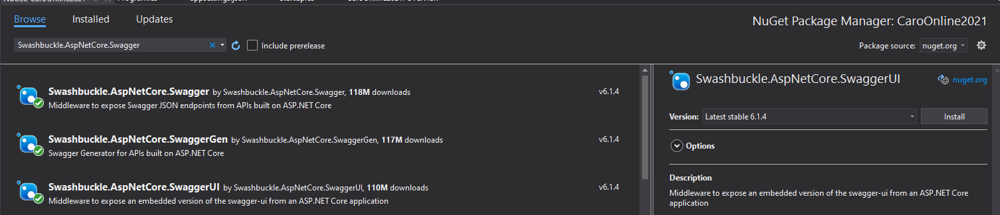 Browse Installed Updates
NuGet Package Manager: CaroOnline2021
Swashbuckle.AspNetCore.Swagger
Include prerelease
Package source: nuget.org
Swashbuckle.AspNetCore.Swagger by Swashbuckle.AspNetCore.Swagger, 118M downloads
v6.1.4
Middleware to expose Swagger JSON endpoints from APIs built on ASP.NET Core
Swashbuckle.AspNetCore.SwaggerGen by Swashbuckle.AspNetCore.SwaggerGen, 117M downloads
v6.1.4
Swagger Generator for APIs built on ASP.NET Core
Swashbuckle.AspNetCore.SwaggerUI by Swashbuckle.AspNetCore.SwaggerUI, 110M downloads
v6.1.4
Middleware to expose an embedded version of the swagger-ui from an ASP.NET Core application
Swashbuckle.AspNetCore.SwaggerUI
nuget.org
Version: Latest stable 6.1.4
Install
Options
Description
Middleware to expose an embedded version of the swagger-ui from an ASP.NET Core
application